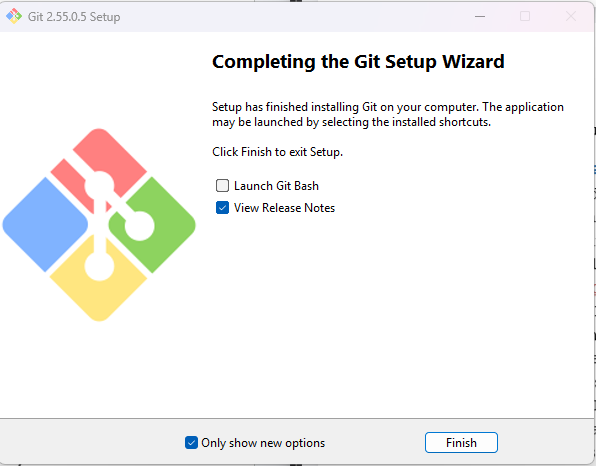 Git 2.55.0.5 Setup
Completing the Git Setup Wizard
Setup has finished installing Git on your computer. The application
may be launched by selecting the installed shortcuts.
Click Finish to exit Setup.
Launch Git Bash
View Release Notes
Only show new options
Finish